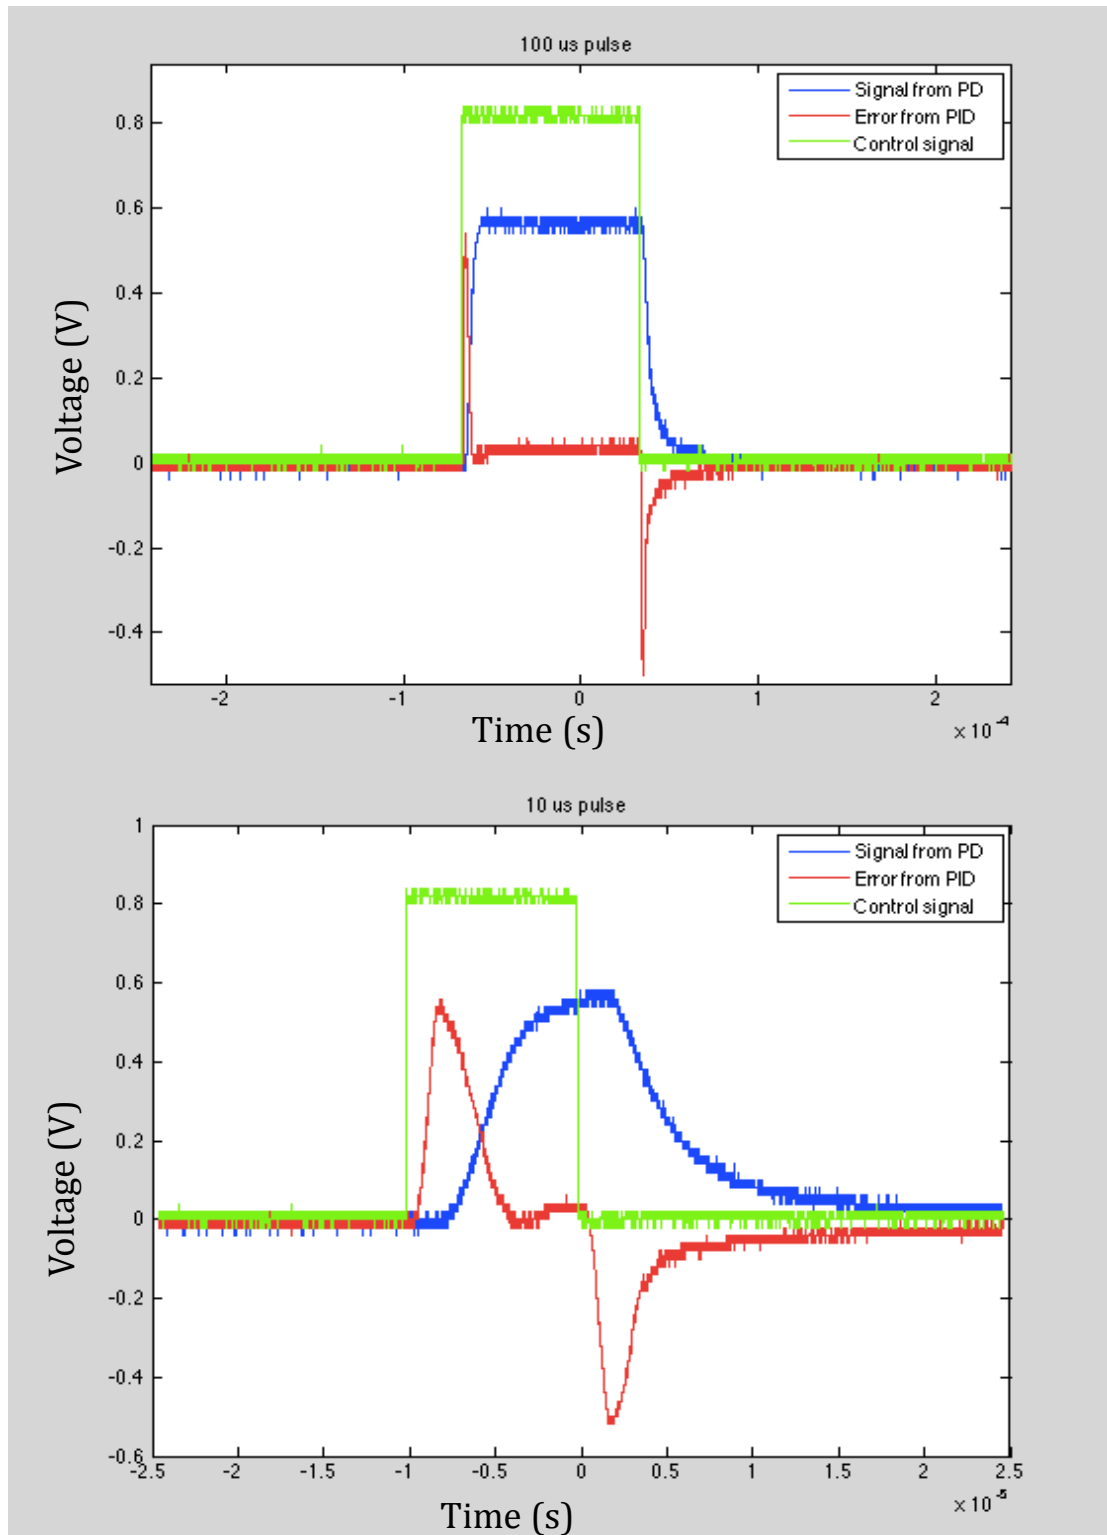 100 us pulse
Signal from PD
Error from PID
Control signal
0.8
0.6
0.4
0.2
0
-0.2
-0.4
Voltage (V)
-2 -1 0 1 2
Time (s)
x 10^-4
10 us pulse
Signal from PD
Error from PID
Control signal
1
0.8
0.6
0.4
0.2
0
-0.2
-0.4
-0.6
Voltage (V)
-2.5 -2 -1.5 -1 -0.5 0 0.5 1 1.5 2 2.5
Time (s)
x 10^-5